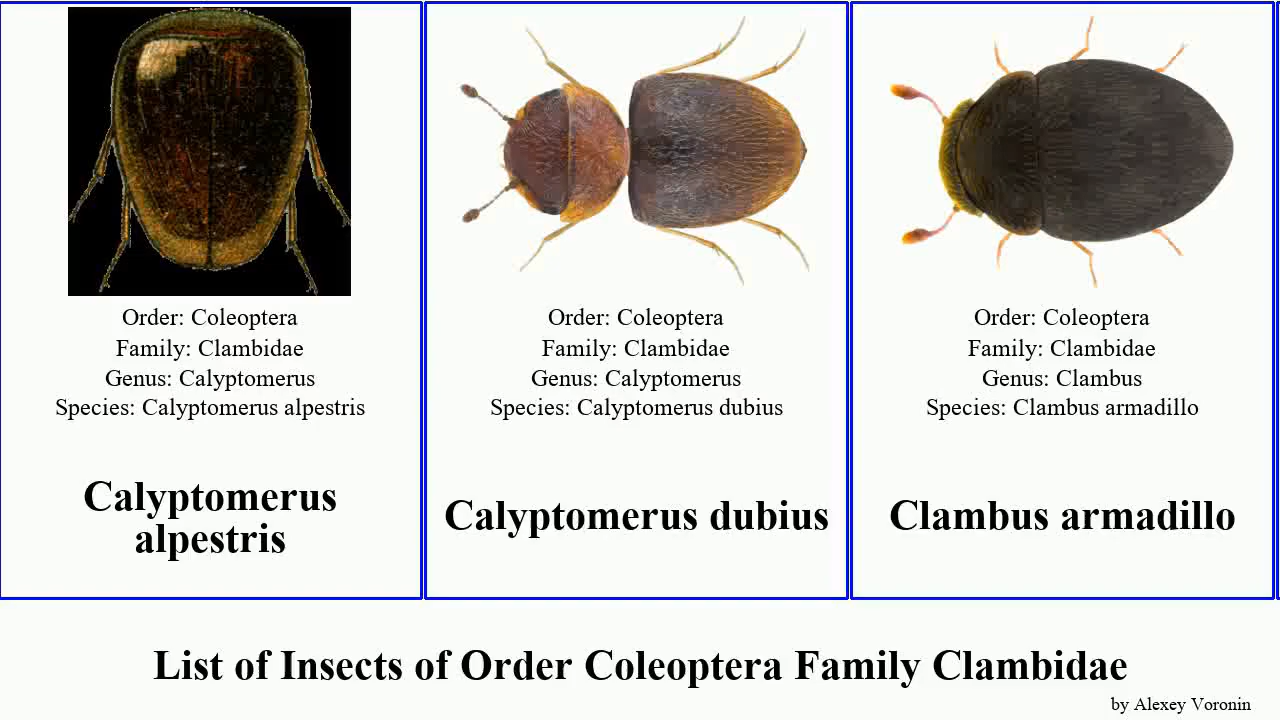 Order: Coleoptera
Family: Clambidae
Genus: Calyptomerus
Species: Calyptomerus alpestris
Calyptomerus
alpestris
Order: Coleoptera
Family: Clambidae
Genus: Calyptomerus
Species: Calyptomerus dubius
Calyptomerus dubius
Order: Coleoptera
Family: Clambidae
Genus: Clambus
Species: Clambus armadillo
Clambus armadillo
List of Insects of Order Coleoptera Family Clambidae
by Alexey Voronin